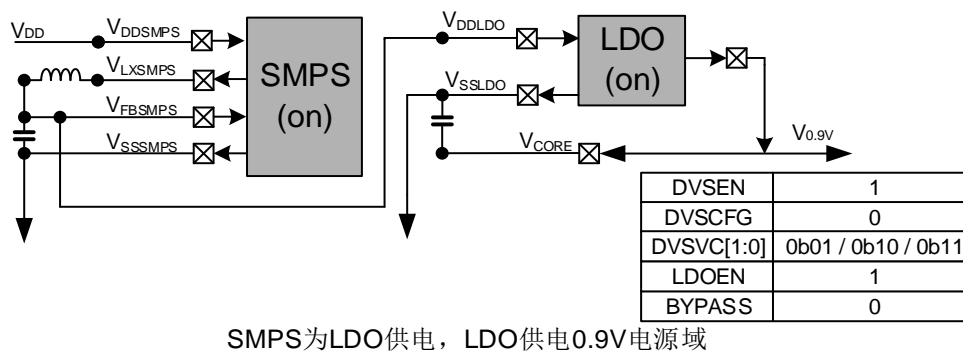 VDD
VDDSMPS
VLXSMPS
VFBSMPS
VSSSMPS
SMPS
(on)
VDDLDO
VSSLDO
VCORE
LDO
(on)
V0.9V
DVSEN 1
DVSCFG 0
DVSVC[1:0] 0b01 / 0b10 / 0b11
LDOEN 1
BYPASS 0
SMPS为LDO供电，LDO供电0.9V电源域